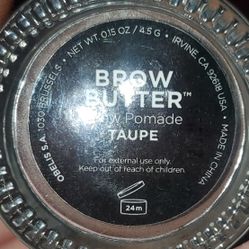 NET WT. 0.15 OZ / 4.5 G • IRVINE, CA 92618 USA •
MADE IN CHINA
OBELIS S.A. 1030 BRUSSELS •
BROW
BUTTER™
Pomade
TAUPE
For external use only.
Keep out of reach of children.
24m